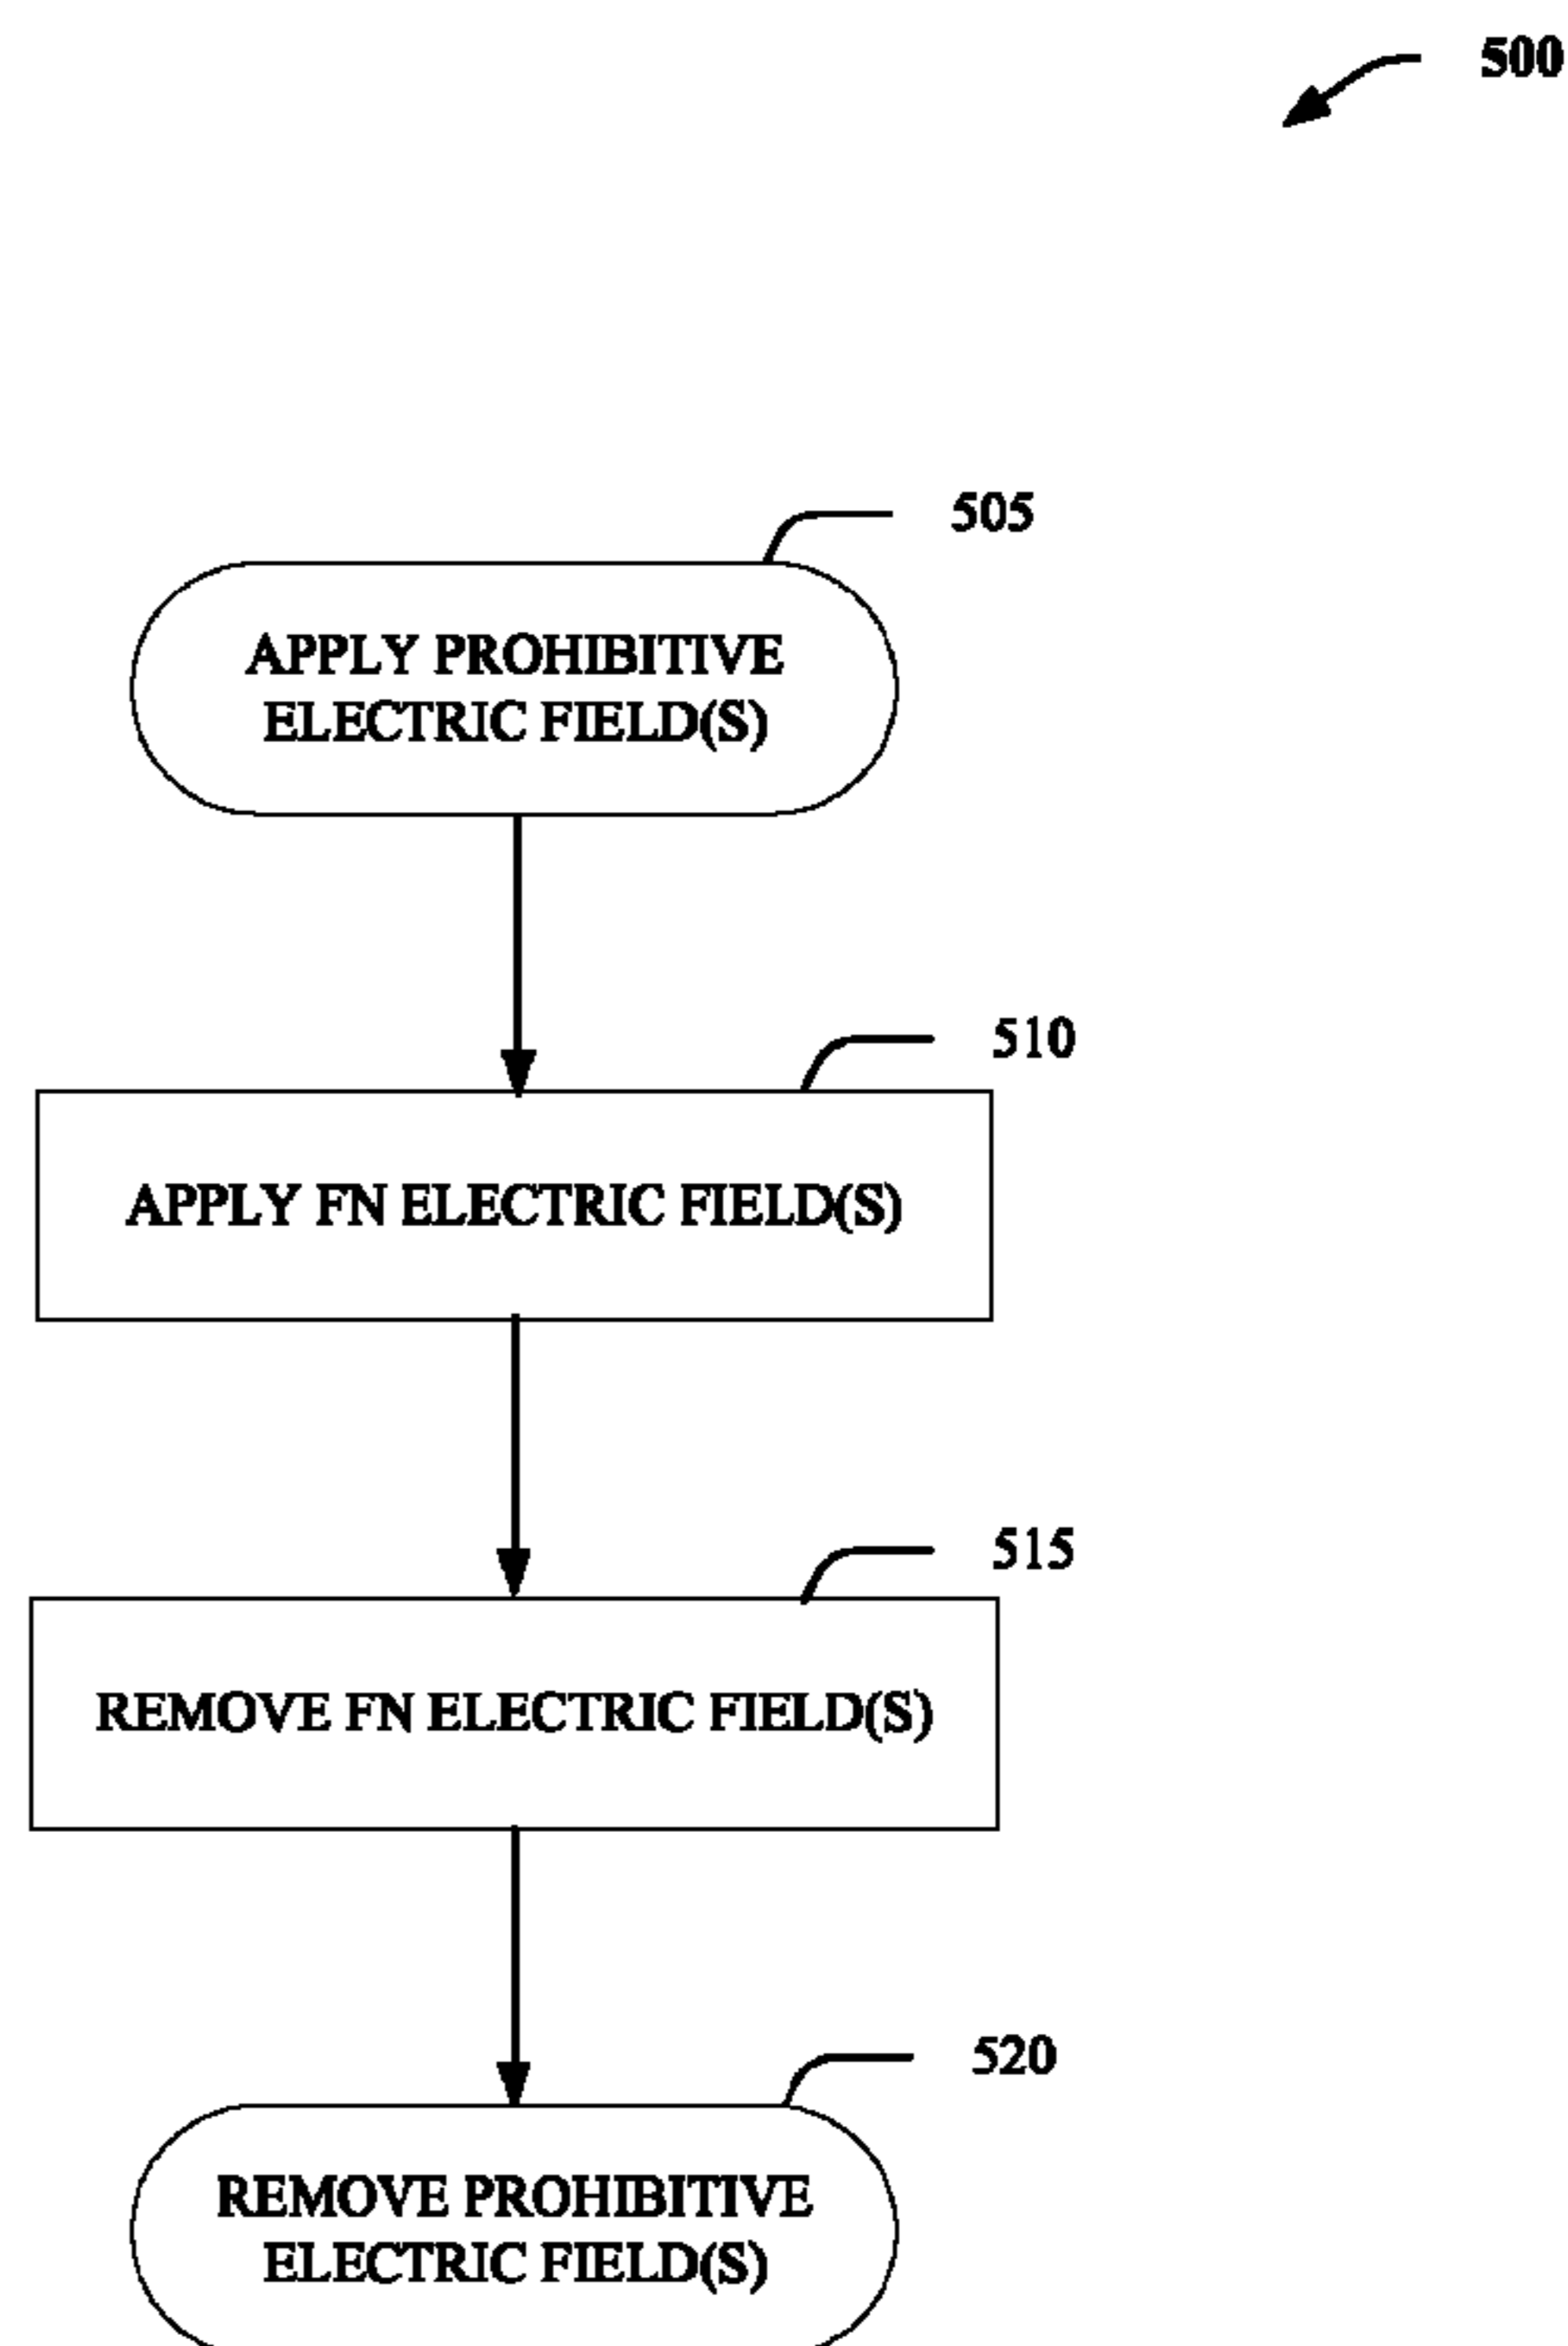 500
505
APPLY PROHIBITIVE
ELECTRIC FIELD(S)
510
APPLY FN ELECTRIC FIELD(S)
515
REMOVE FN ELECTRIC FIELD(S)
520
REMOVE PROHIBITIVE
ELECTRIC FIELD(S)